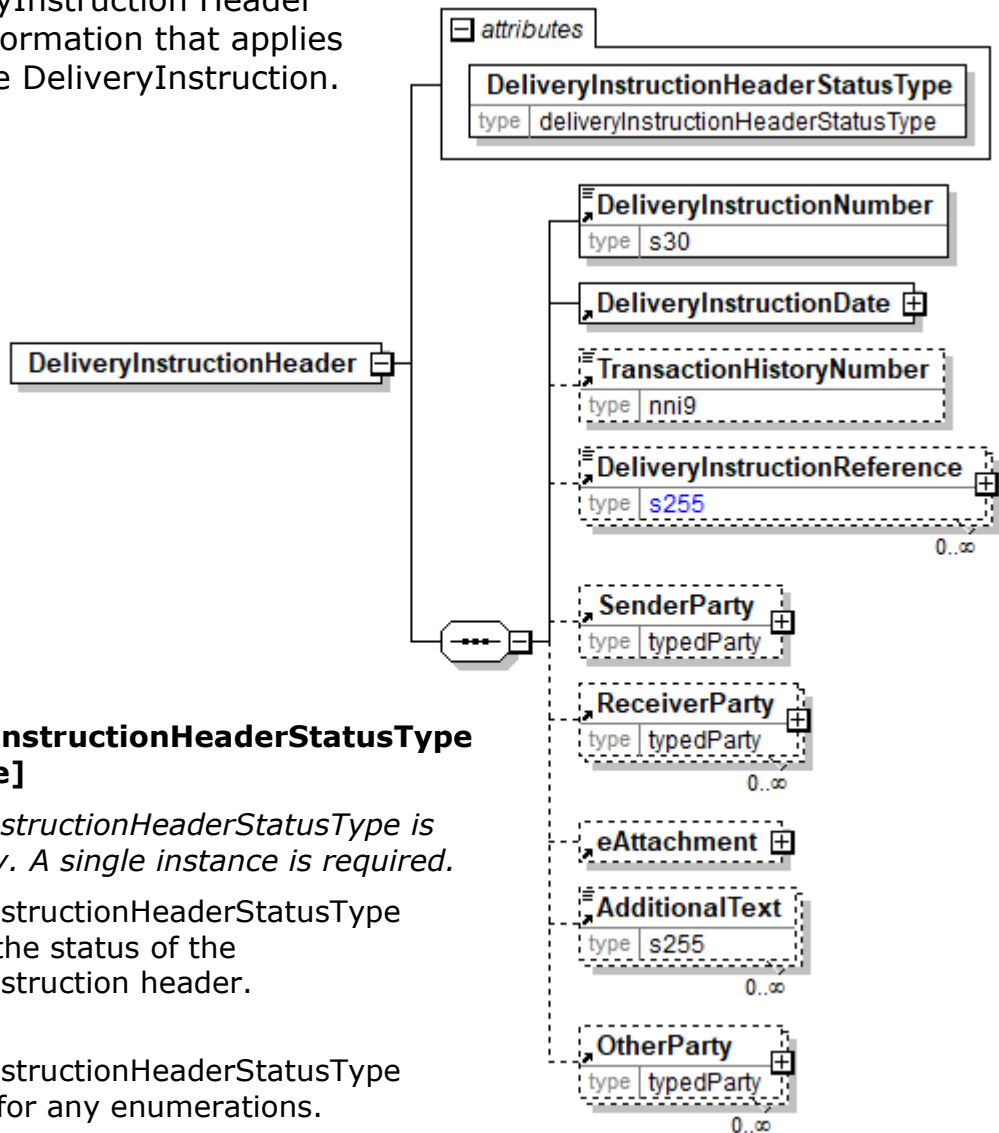 yInstruction Header
ormation that applies
e DeliveryInstruction.
attributes
DeliveryInstructionHeaderStatusType
type deliveryInstructionHeaderStatusType
DeliveryInstructionNumber
type s30
DeliveryInstructionDate
DeliveryInstructionHeader
TransactionHistoryNumber
type nni9
DeliveryInstructionReference
type s255
0..∞
SenderParty
type typedParty
ReceiverParty
type typedParty
0..∞
eAttachment
AdditionalText
type s255
0..∞
OtherParty
type typedParty
0..∞
nstructionHeaderStatusType
e]
structionHeaderStatusType is
y. A single instance is required.
structionHeaderStatusType
the status of the
struction header.
structionHeaderStatusType
for any enumerations.